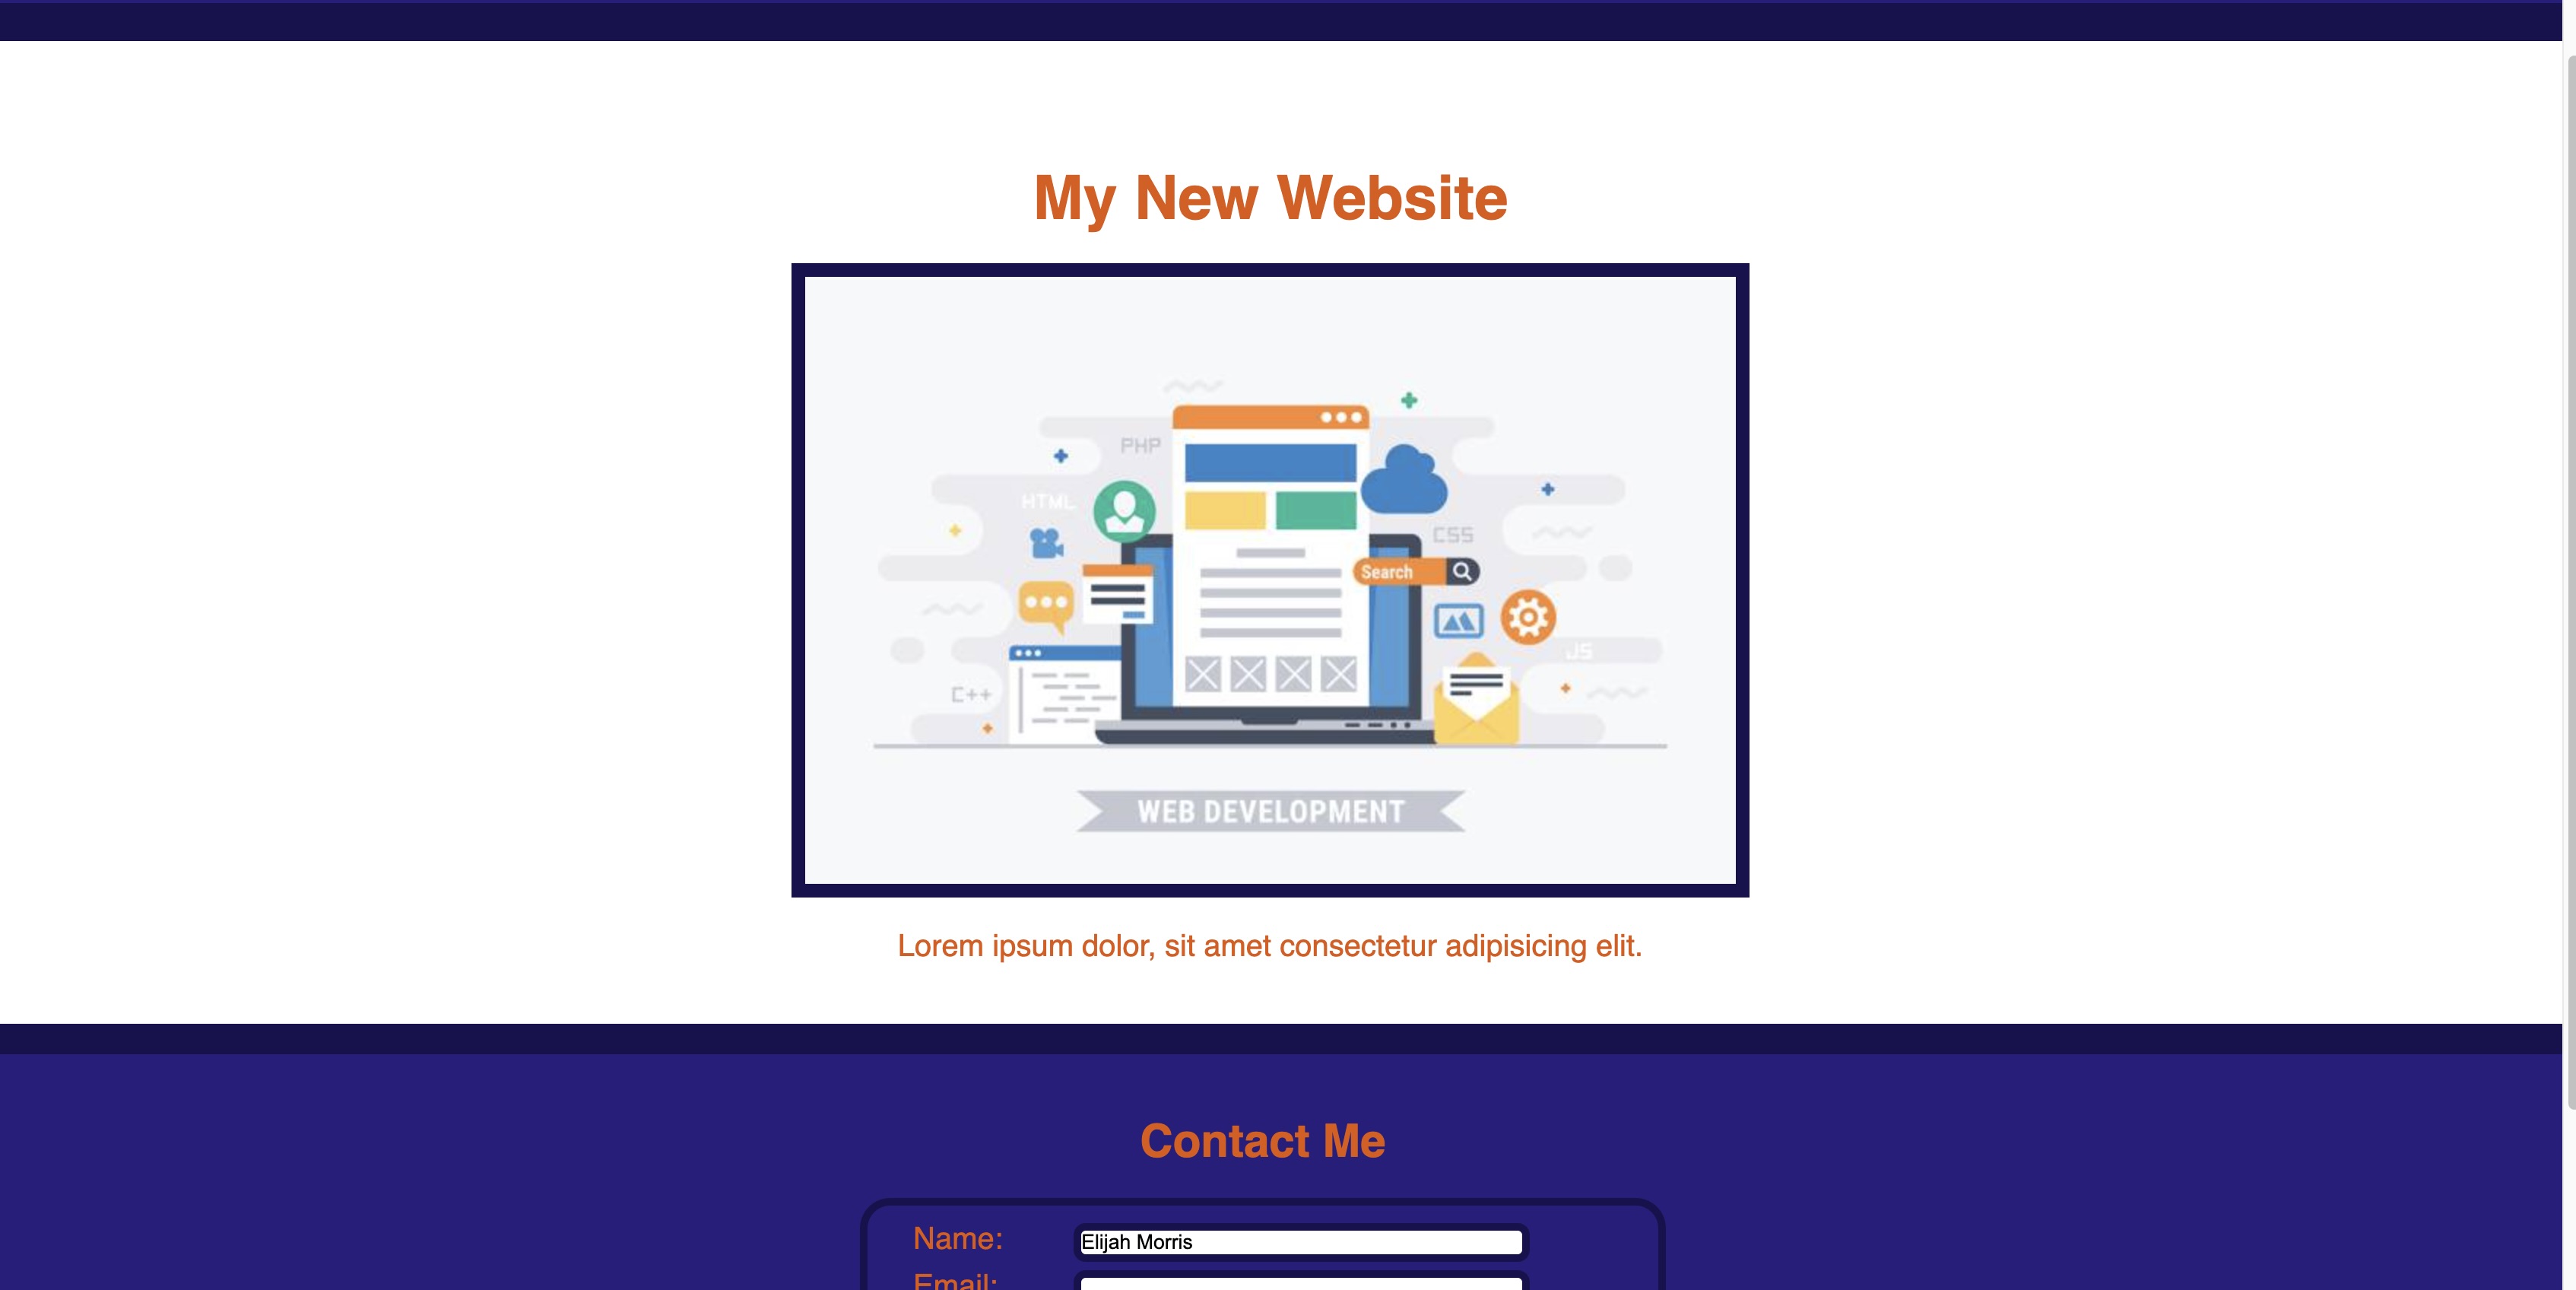 My New Website
PHP
HTML
CSS
Search
JS
C++
WEB DEVELOPMENT
Lorem ipsum dolor, sit amet consectetur adipisicing elit.
Contact Me
Name: Elijah Morris
Email: